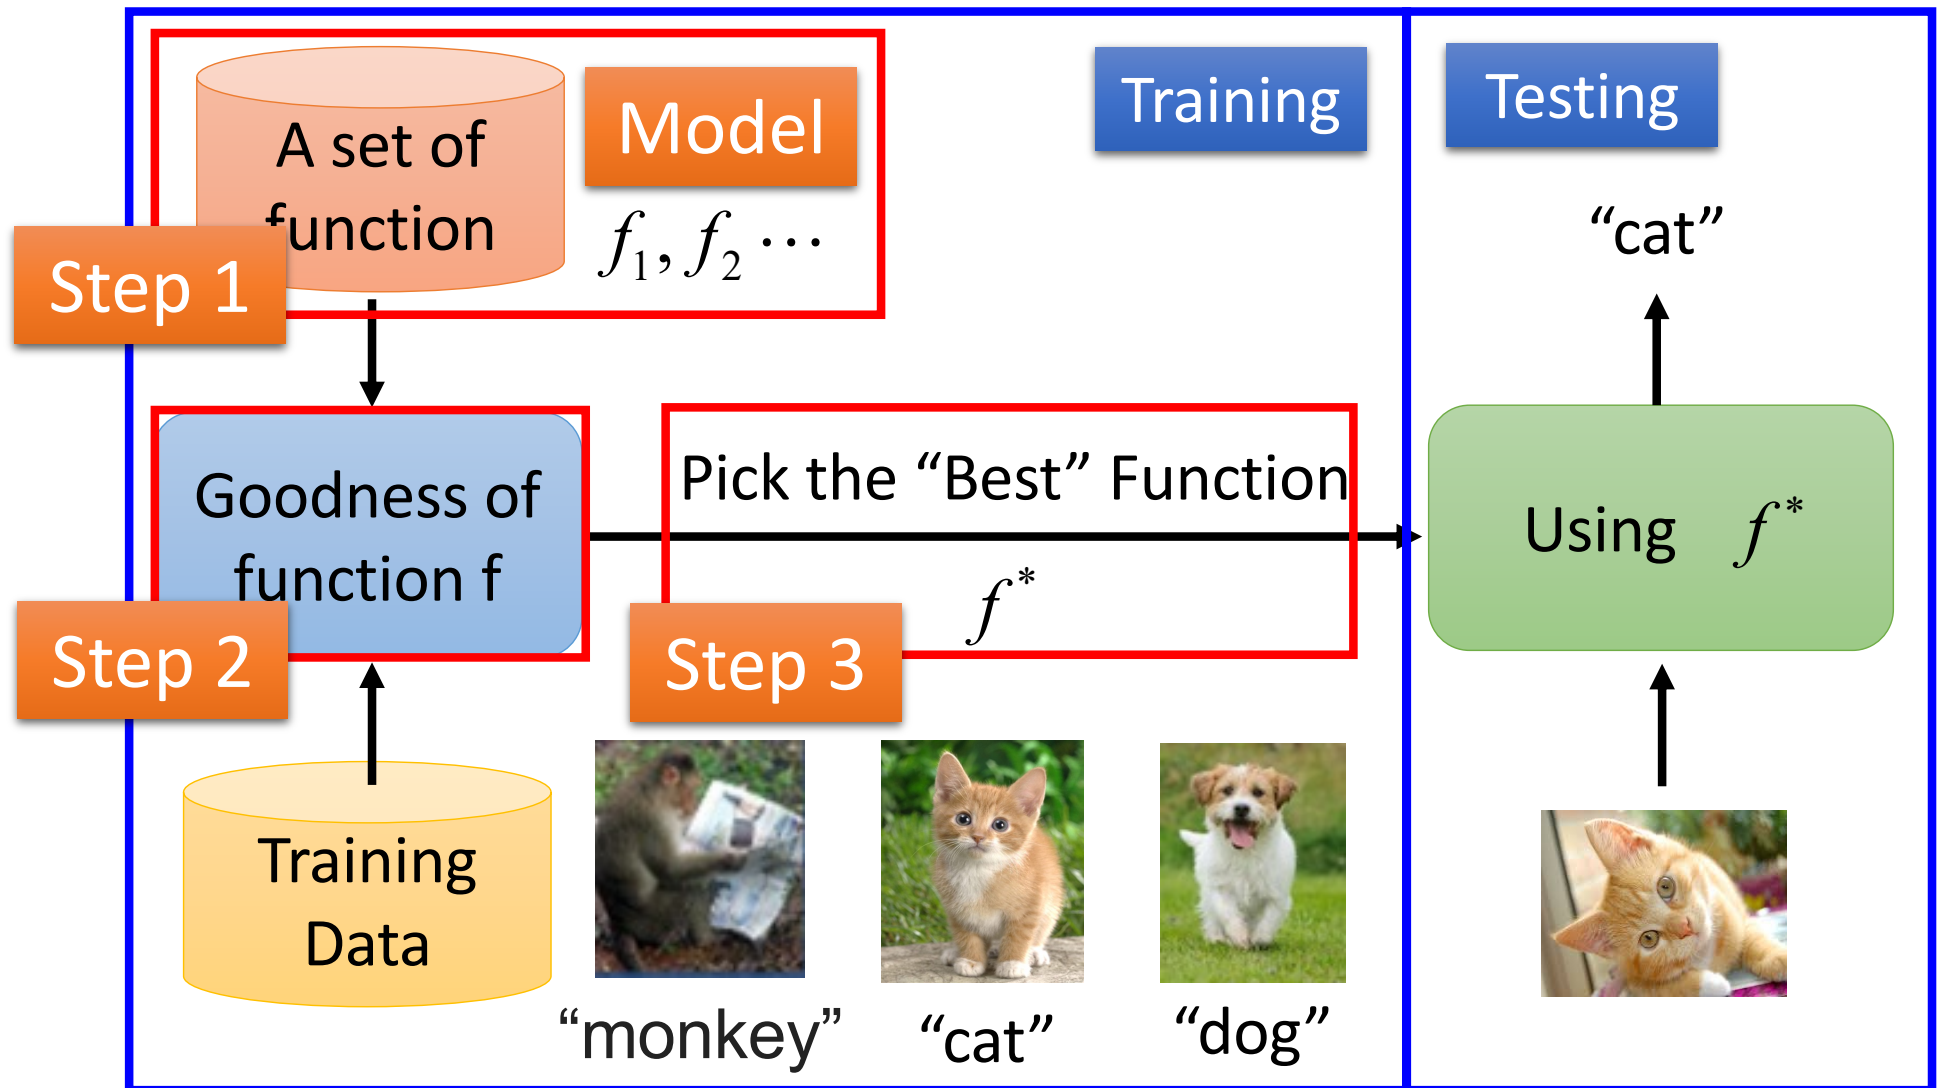 A set of
function
Model
f₁, f₂ ⋯
Step 1
Training
Testing
“cat”
Goodness of
function f
Step 2
Pick the “Best” Function
f*
Step 3
Using f*
Training
Data
“monkey”
“cat”
“dog”